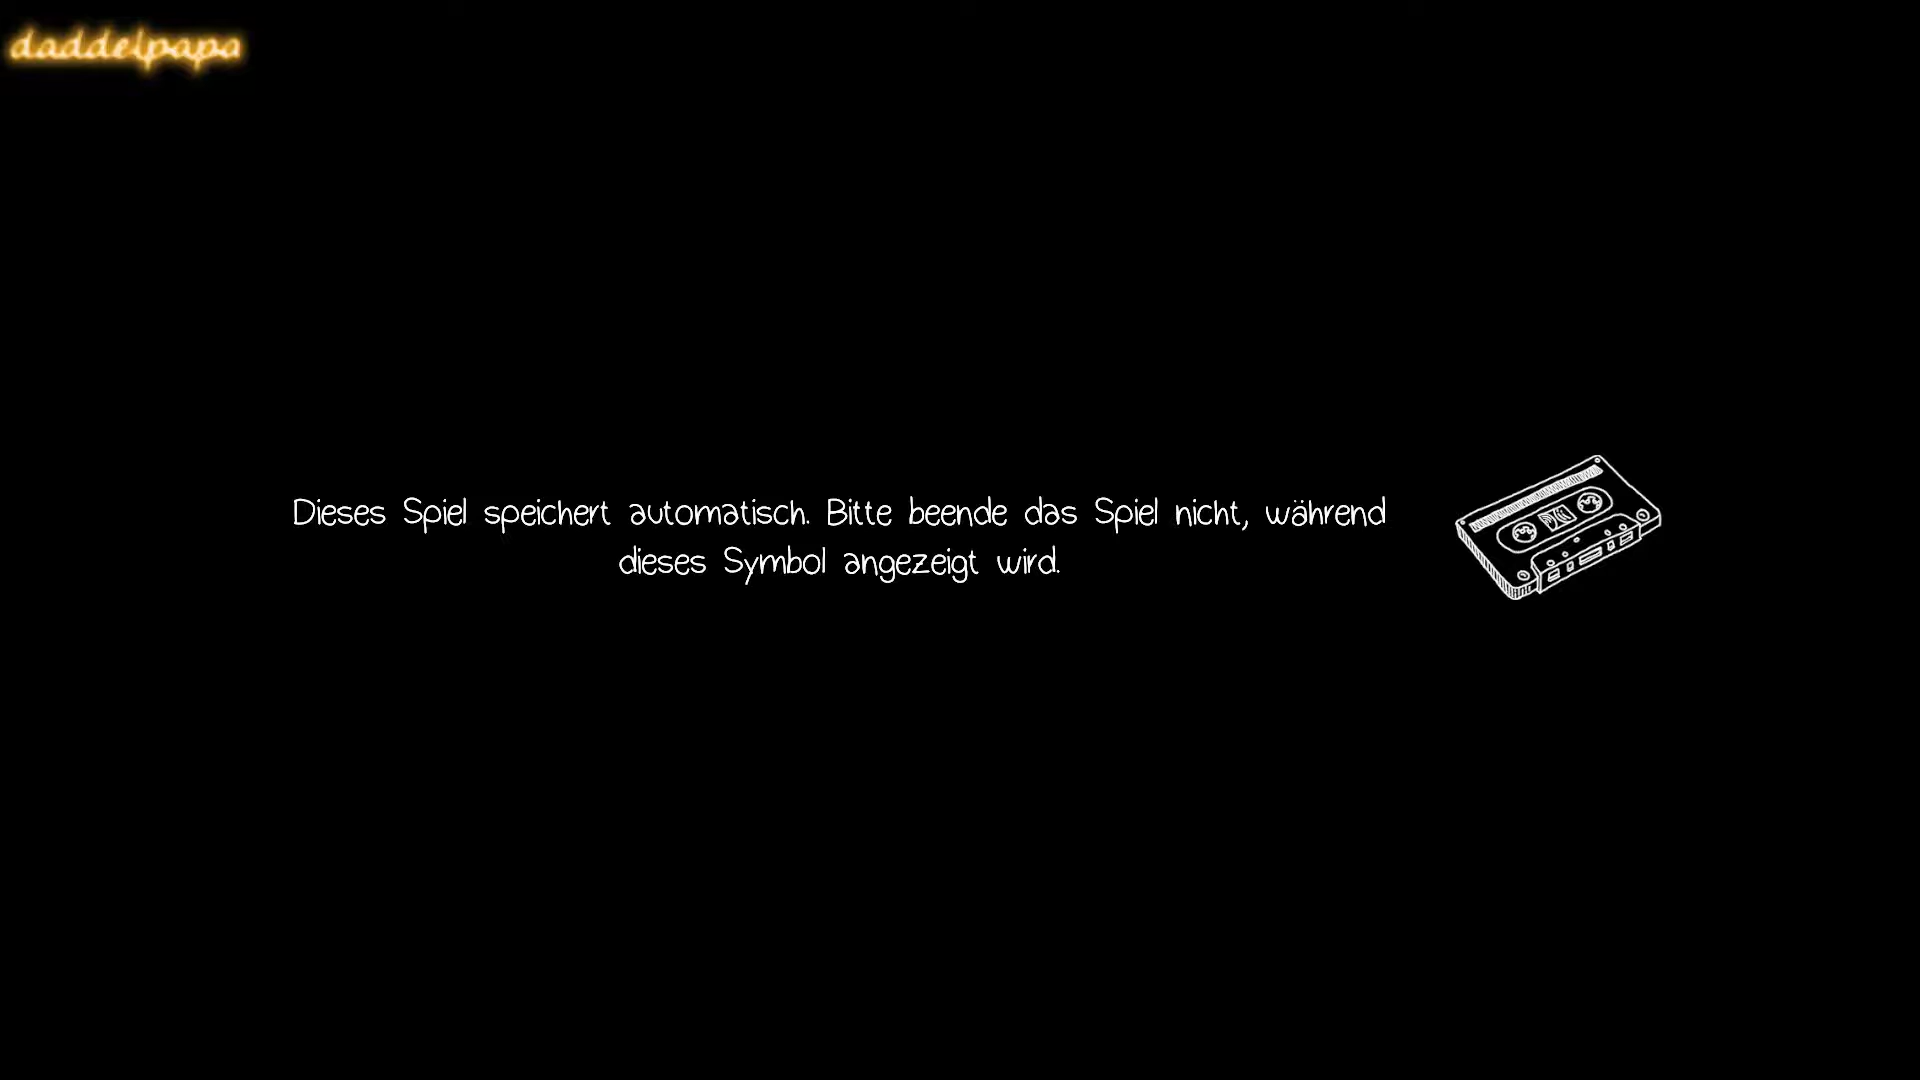 daddelpapa
Dieses Spiel speichert automatisch. Bitte beende das Spiel nicht, während
dieses Symbol angezeigt wird.